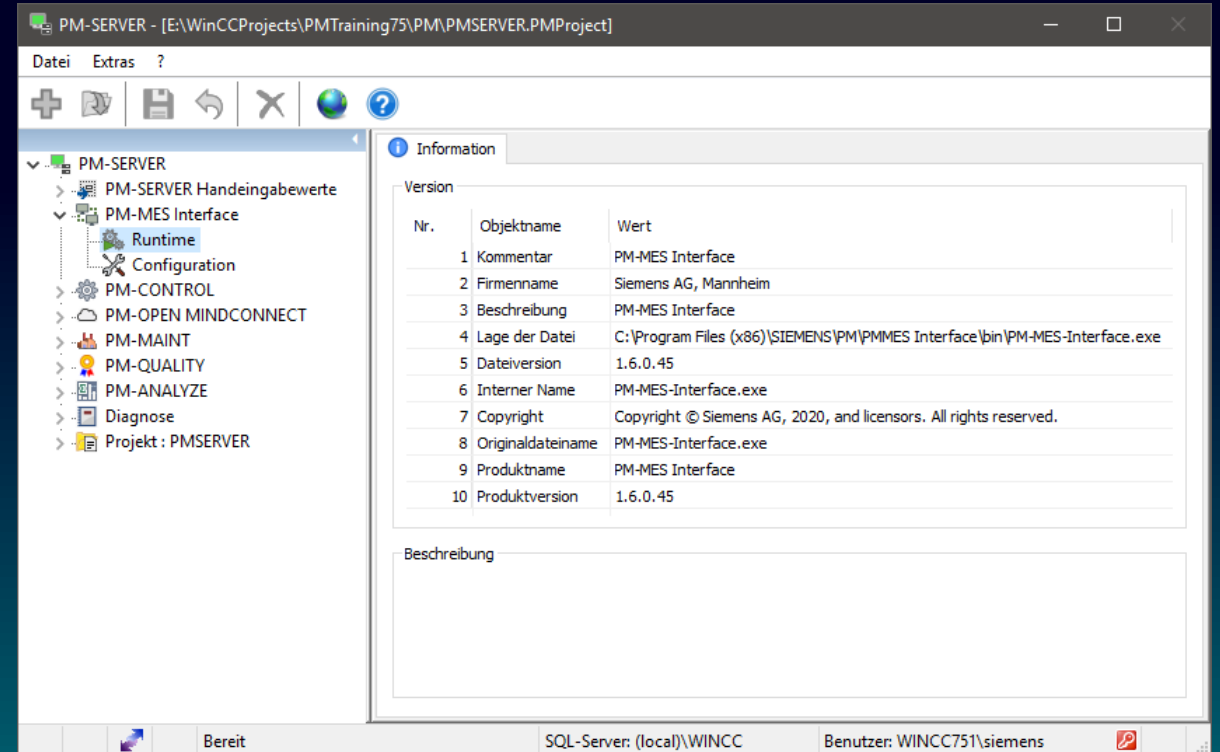 PM-SERVER - [E:\WinCCProjects\PMTraining75\PM\PMSERVER.PMProject]
Datei Extras ?
PM-SERVER
PM-SERVER Handeingabewerte
PM-MES Interface
Runtime
Configuration
PM-CONTROL
PM-OPEN MINDCONNECT
PM-MAINT
PM-QUALITY
PM-ANALYZE
Diagnose
Projekt : PMSERVER
Information
Version
Nr. Objektname Wert
1 Kommentar PM-MES Interface
2 Firmenname Siemens AG, Mannheim
3 Beschreibung PM-MES Interface
4 Lage der Datei C:\Program Files (x86)\SIEMENS\PM\PMMES Interface\bin\PM-MES-Interface.exe
5 Dateiversion 1.6.0.45
6 Interner Name PM-MES-Interface.exe
7 Copyright Copyright © Siemens AG, 2020, and licensors. All rights reserved.
8 Originaldateiname PM-MES-Interface.exe
9 Produktname PM-MES Interface
10 Produktversion 1.6.0.45
Beschreibung
Bereit SQL-Server: (local)\WINCC Benutzer: WINCC751\siemens